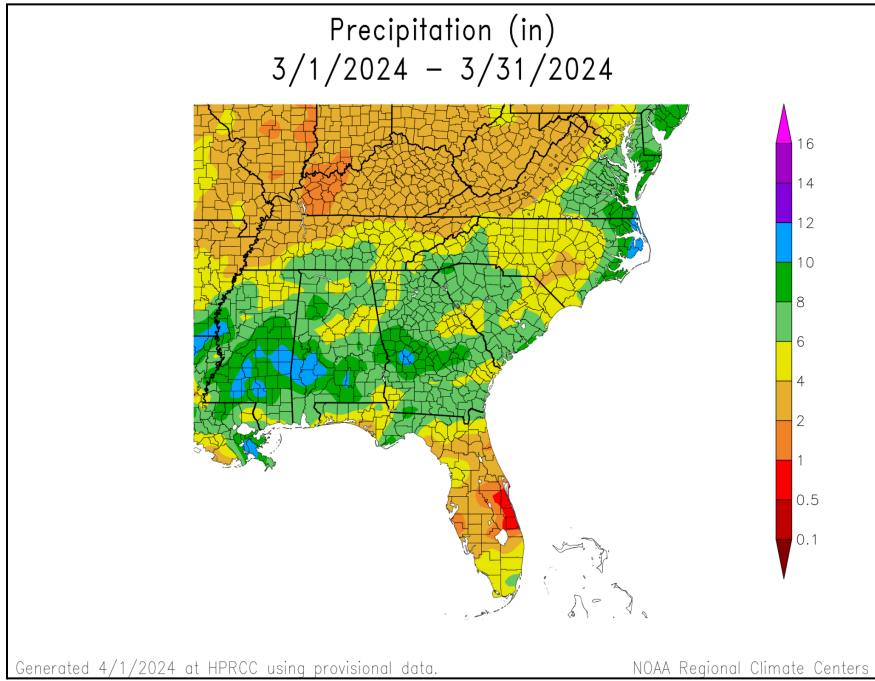 Precipitation (in)
3/1/2024 – 3/31/2024
16
14
12
10
8
6
4
2
1
0.5
0.1
Generated 4/1/2024 at HPRCC using provisional data.
NOAA Regional Climate Centers